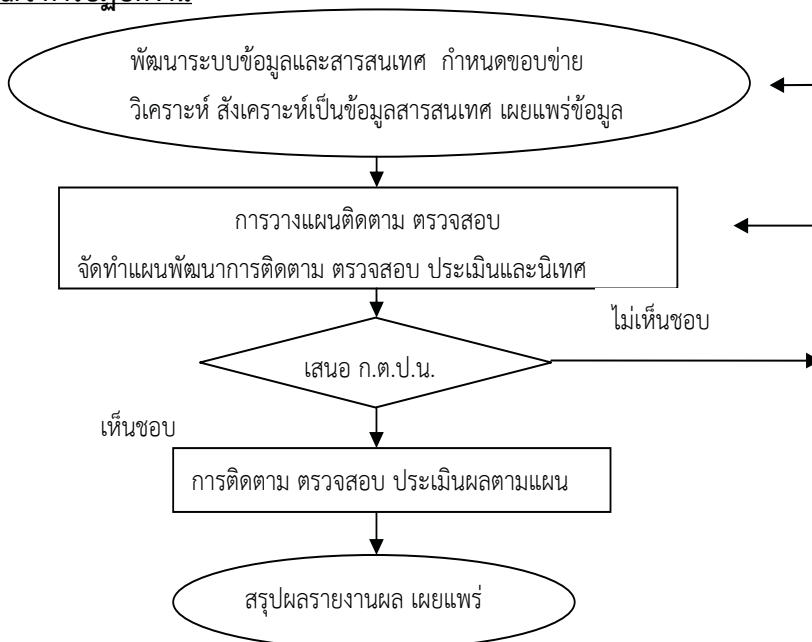 พัฒนาระบบข้อมูลและสารสนเทศ กำหนดขอบข่าย
วิเคราะห์ สังเคราะห์เป็นข้อมูลสารสนเทศ เผยแพร่ข้อมูล
การวางแผนติดตาม ตรวจสอบ
จัดทำแผนพัฒนาการติดตาม ตรวจสอบ ประเมินและนิเทศ
ไม่เห็นชอบ
เสนอ ก.ต.ป.น.
เห็นชอบ
การติดตาม ตรวจสอบ ประเมินผลตามแผน
สรุปผลรายงานผล เผยแพร่